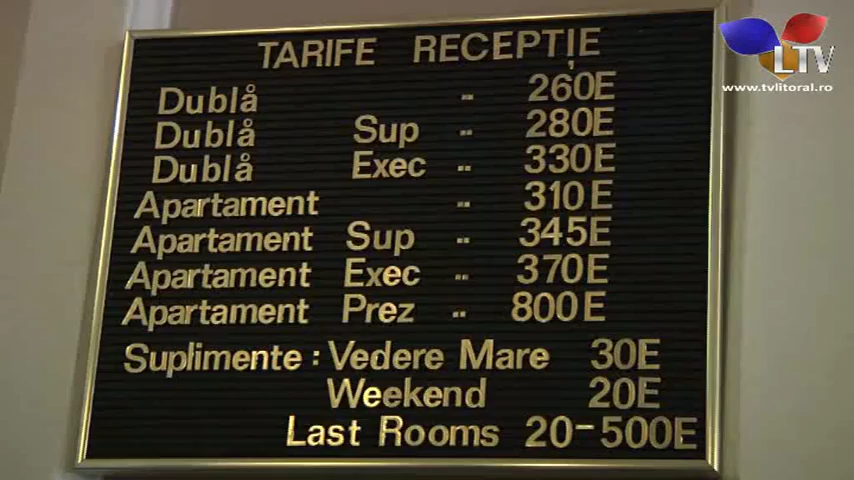 TARIFE RECEPȚIE
Dublå .. 260E
Dublå Sup .. 280E
Dublå Exec .. 330E
Apartament .. 310E
Apartament Sup .. 345E
Apartament Exec .. 370E
Apartament Prez .. 800E
Suplimente : Vedere Mare 30E
Weekend 20E
Last Rooms 20-500E
LTV
www.tvlitoral.ro